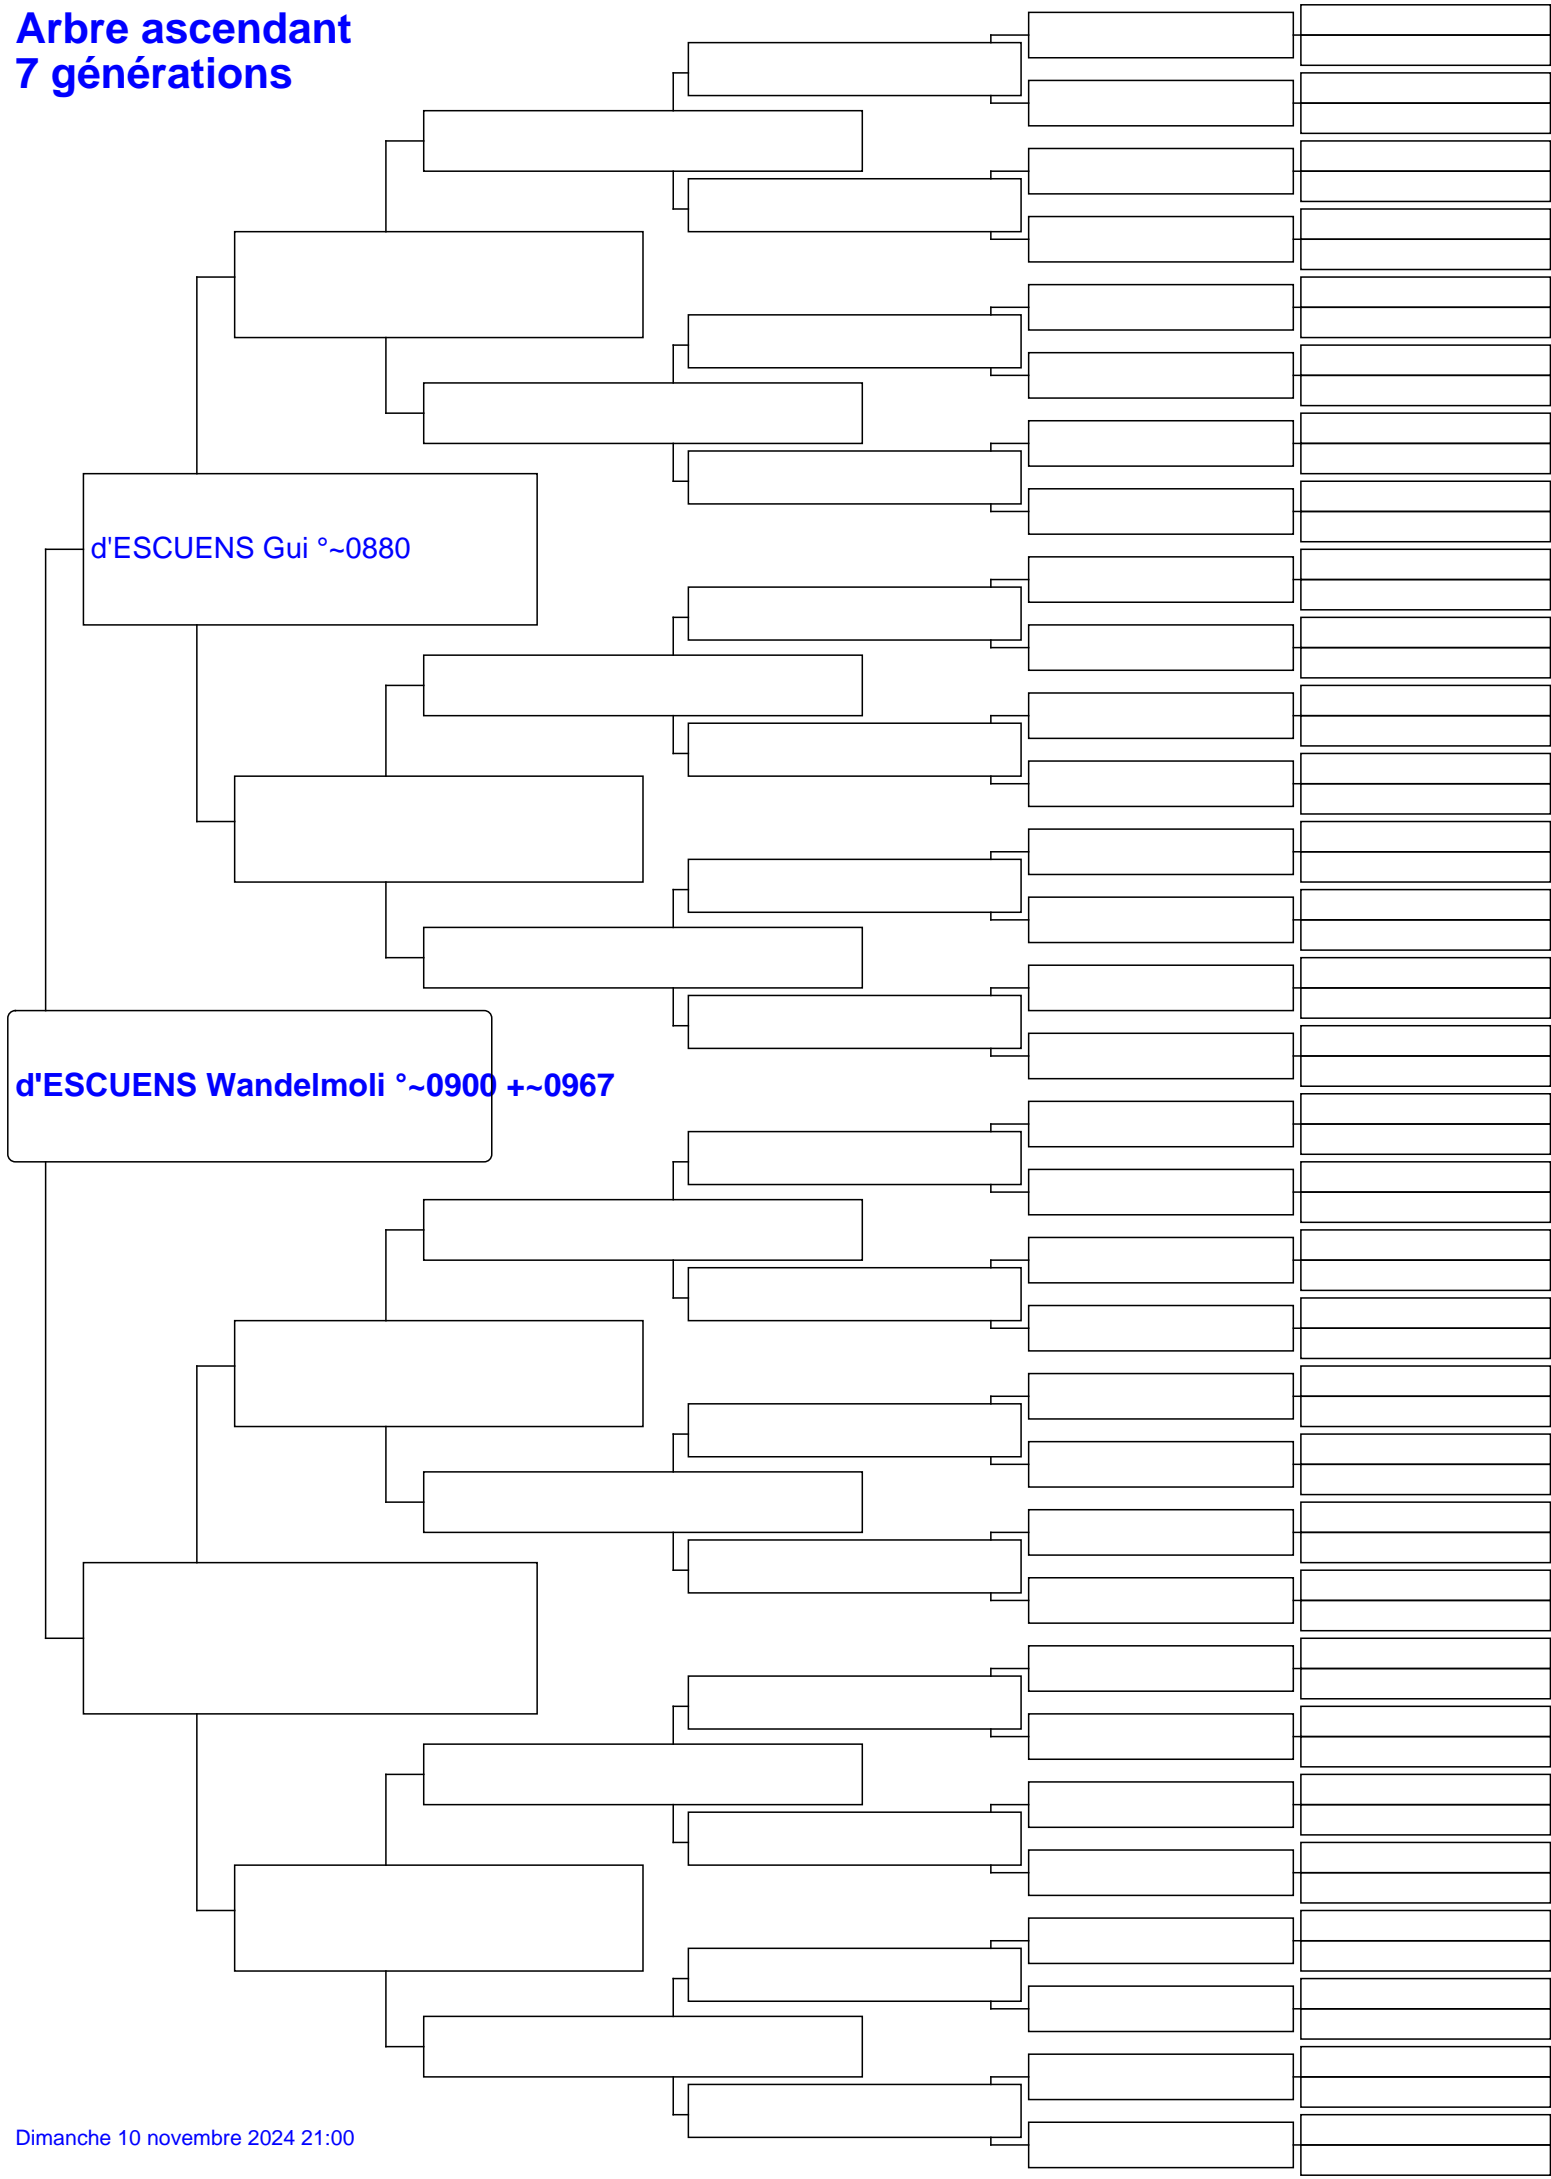 Arbre ascendant
7 générations
d'ESCUENS Gui °~0880
d'ESCUENS Wandelmoli °~0900 +~0967
Dimanche 10 novembre 2024 21:00